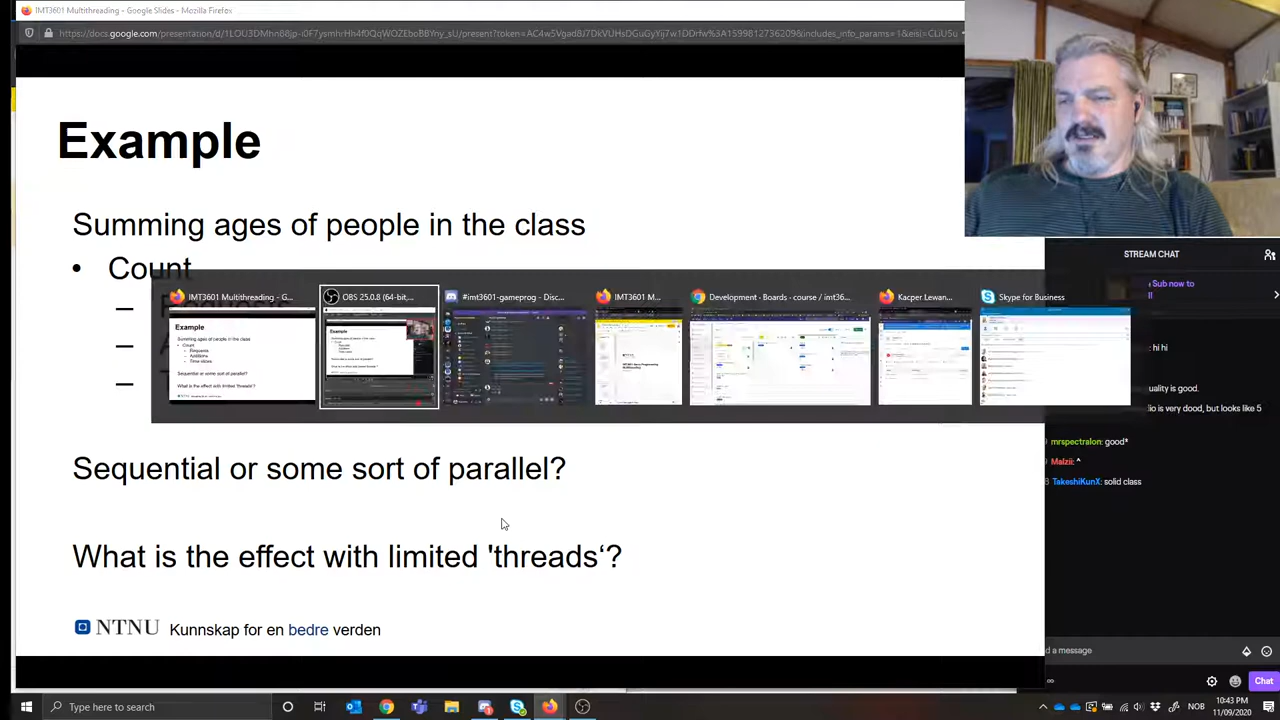 IMT3601 Multithreading - Google Slides - Mozilla Firefox
Example
Summing ages of people in the class
• Count
–
–
–
IMT3601 Multithreading - G...
OBS 25.0.8 (64-bit,...
#imt3601-gameprog - Disc...
IMT3601 M...
Development - Boards - course / imt36...
Kacper Lewan...
Skype for Business
Sequential or some sort of parallel?
What is the effect with limited 'threads‘?
NTNU Kunnskap for en bedre verden
STREAM CHAT
Sub now to
: hi hi
uality is good.
io is very dood, but looks like 5
mrspectralon: good*
Malzii: ^
TakeshiKunX: solid class
d a message
Chat
Type here to search
NOB
10:43 PM
11/09/2020